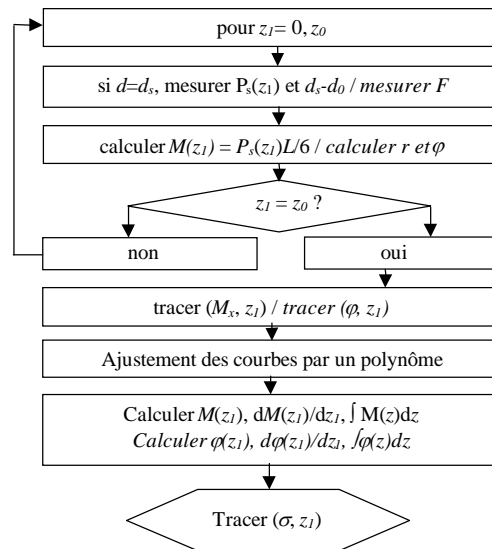 pour z₁= 0, z₀
si d=dₛ, mesurer Pₛ(z₁) et dₛ-d₀ / mesurer F
calculer M(z₁) = Pₛ(z₁)L/6 / calculer r et φ
z₁ = z₀ ?
non
oui
tracer (Mₓ, z₁) / tracer (φ, z₁)
Ajustement des courbes par un polynôme
Calculer M(z₁), dM(z₁)/dz₁, ∫ M(z)dz
Calculer φ(z₁), dφ(z₁)/dz₁, ∫φ(z)dz
Tracer (σ, z₁)